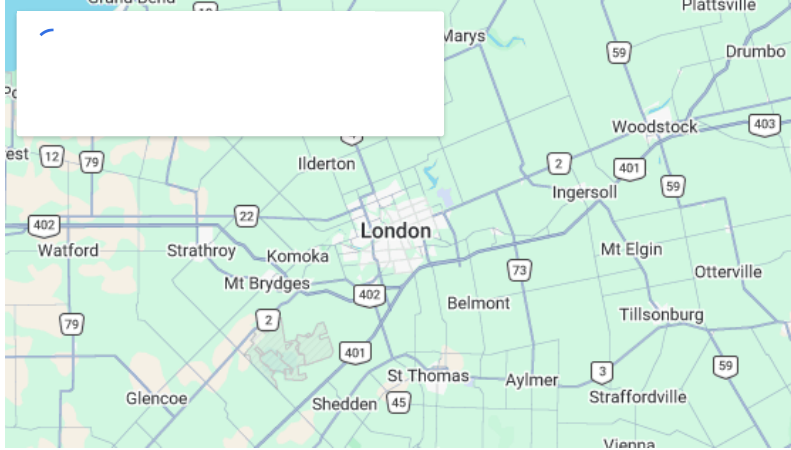 Plattsville
Marys
59
Drumbo
Woodstock
403
est
12
79
Ilderton
2
401
Ingersoll
59
22
402
London
Watford
Strathroy
Komoka
Mt Elgin
73
Otterville
Mt Brydges
402
Belmont
79
2
Tillsonburg
401
St Thomas
Aylmer
3
59
Glencoe
Shedden
45
Straffordville
Vienna